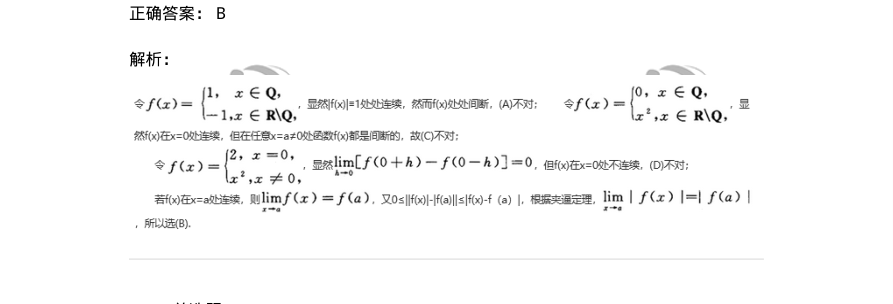 正确答案： B
解析：
令f(x)={1, x∈Q, −1,x∈R\Q, ，显然|f(x)|≡1处处连续，然而f(x)处处间断，(A)不对； 令f(x)={0, x∈Q, x²,x∈R\Q, ，显
然f(x)在x=0处连续，但在任意x=a≠0处函数f(x)都是间断的，故(C)不对；
令f(x)={2, x=0, x²,x≠0, ，显然lim_{h→0}[f(0+h)−f(0−h)]=0，但f(x)在x=0处不连续，(D)不对；
若f(x)在x=a处连续，则lim_{x→a}f(x)=f(a)，又0≤||f(x)|-|f(a)||≤|f(x)-f（a）|，根据夹逼定理，lim_{x→a}|f(x)|=|f(a)|
，所以选(B).